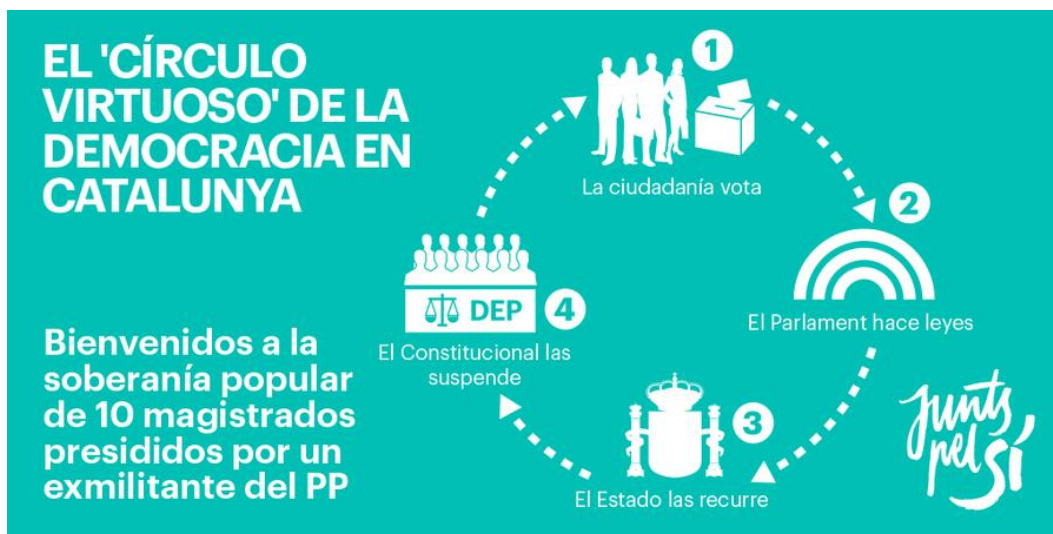 EL 'CÍRCULO
VIRTUOSO' DE LA
DEMOCRACIA EN
CATALUNYA
Bienvenidos a la
soberanía popular
de 10 magistrados
presididos por un
exmilitante del PP
1
La ciudadanía vota
2
El Parlament hace leyes
3
El Estado las recurre
DEP 4
El Constitucional las
suspende
junts
pel
SÍ